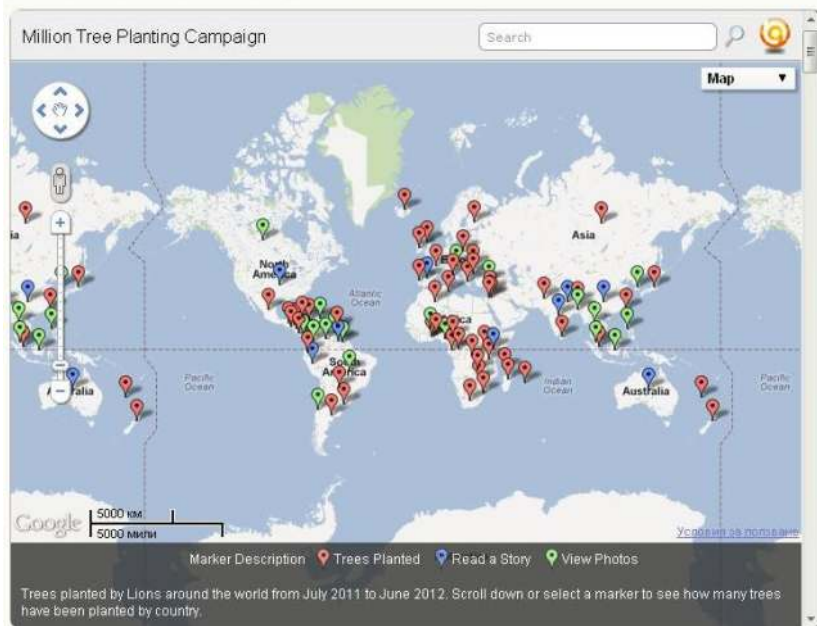 Million Tree Planting Campaign
Search
Map
Asia
North
America
Atlantic
Ocean
South
America
Pacific
Ocean
Indian
Ocean
Australia
Pacific
Ocean
Google
5000 км
5000 мили
Условия за ползване
Marker Description Trees Planted Read a Story View Photos
Trees planted by Lions around the world from July 2011 to June 2012. Scroll down or select a marker to see how many trees
have been planted by country.